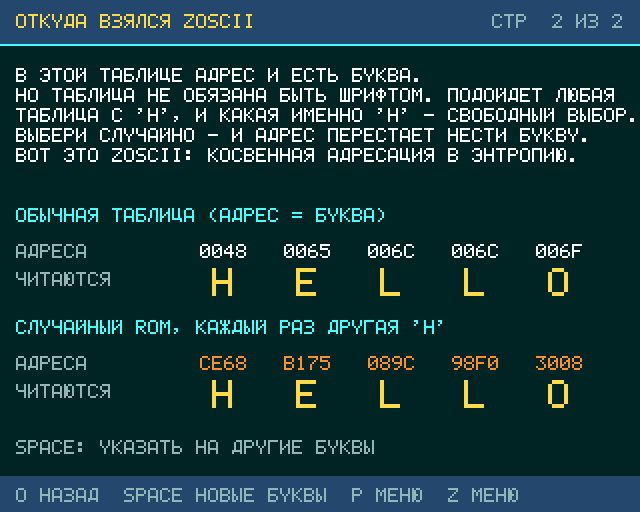 ОТКУДА ВЗЯЛСЯ ZOSCII СТР 2 ИЗ 2
В ЭТОЙ ТАБЛИЦЕ АДРЕС И ЕСТЬ БУКВА.
НО ТАБЛИЦА НЕ ОБЯЗАНА БЫТЬ ШРИФТОМ. ПОДОЙДЕТ ЛЮБАЯ
ТАБЛИЦА С 'H', И КАКАЯ ИМЕННО 'H' - СВОБОДНЫЙ ВЫБОР.
ВЫБЕРИ СЛУЧАЙНО - И АДРЕС ПЕРЕСТАЕТ НЕСТИ БУКВУ.
ВОТ ЭТО ZOSCII: КОСВЕННАЯ АДРЕСАЦИЯ В ЭНТРОПИЮ.
ОБЫЧНАЯ ТАБЛИЦА (АДРЕС = БУКВА)
АДРЕСА 0048 0065 006C 006C 006F
ЧИТАЮТСЯ H E L L O
СЛУЧАЙНЫЙ ROM, КАЖДЫЙ РАЗ ДРУГАЯ 'H'
АДРЕСА CE68 B175 089C 98F0 3008
ЧИТАЮТСЯ H E L L O
SPACE: УКАЗАТЬ НА ДРУГИЕ БУКВЫ
O НАЗАД SPACE НОВЫЕ БУКВЫ P МЕНЮ Z МЕНЮ